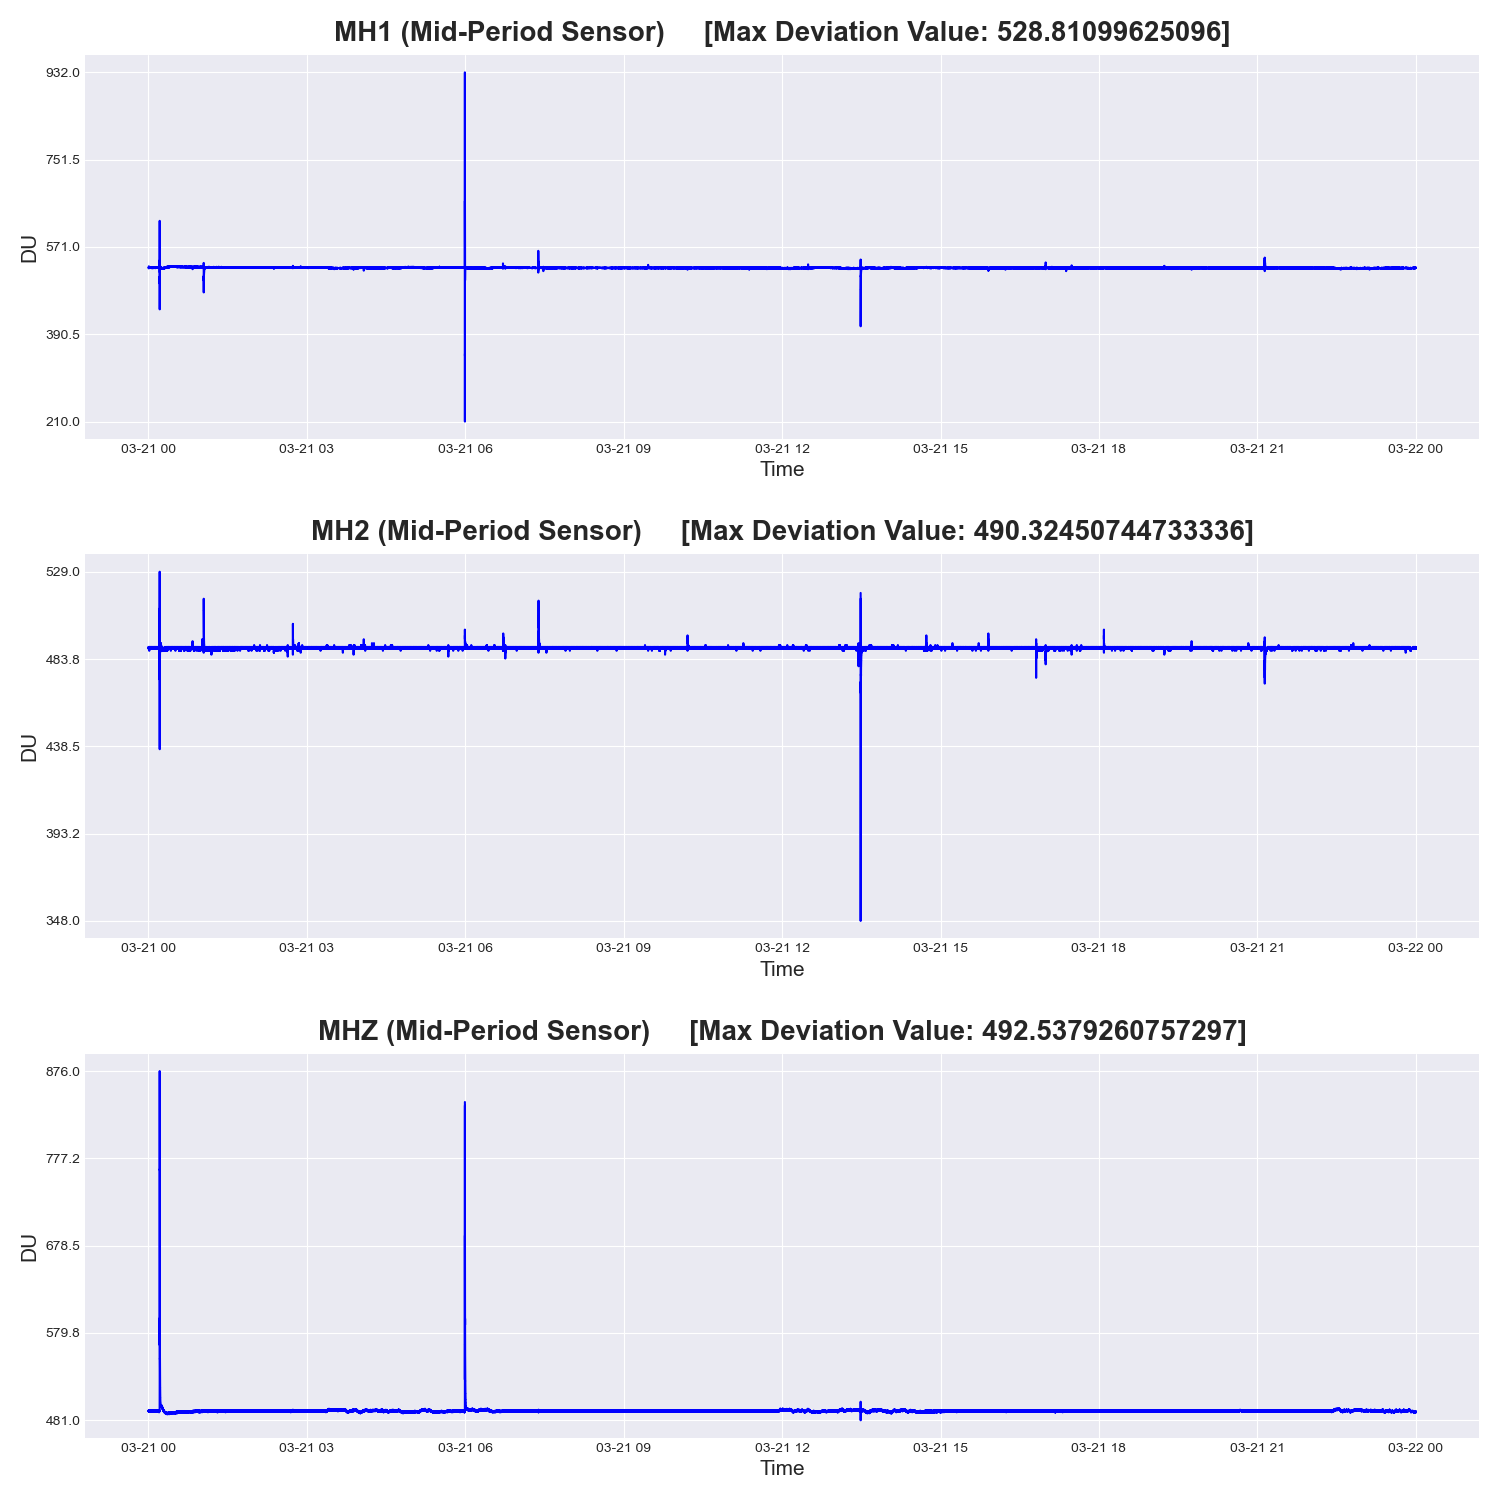 MH1 (Mid-Period Sensor) [Max Deviation Value: 528.81099625096]
932.0
751.5
571.0
390.5
210.0
DU
03-21 00 03-21 03 03-21 06 03-21 09 03-21 12 03-21 15 03-21 18 03-21 21 03-22 00
Time
MH2 (Mid-Period Sensor) [Max Deviation Value: 490.32450744733336]
529.0
483.8
438.5
393.2
348.0
DU
03-21 00 03-21 03 03-21 06 03-21 09 03-21 12 03-21 15 03-21 18 03-21 21 03-22 00
Time
MHZ (Mid-Period Sensor) [Max Deviation Value: 492.5379260757297]
876.0
777.2
678.5
579.8
481.0
DU
03-21 00 03-21 03 03-21 06 03-21 09 03-21 12 03-21 15 03-21 18 03-21 21 03-22 00
Time